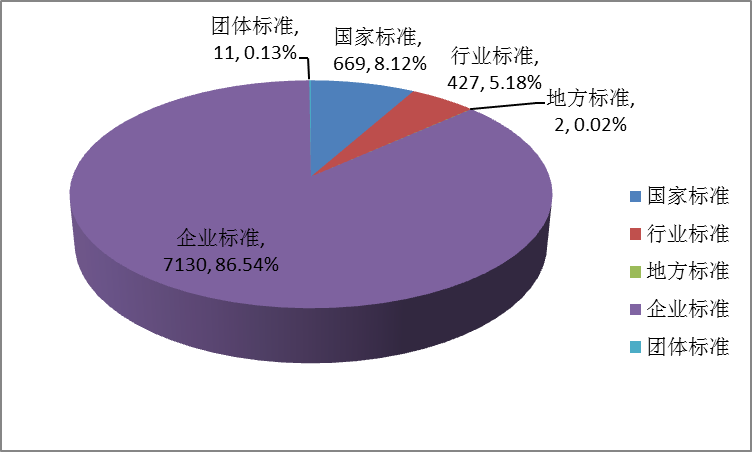 团体标准,
11, 0.13%
国家标准,
669, 8.12%
行业标准,
427, 5.18%
地方标准,
2, 0.02%
企业标准,
7130, 86.54%
国家标准
行业标准
地方标准
企业标准
团体标准